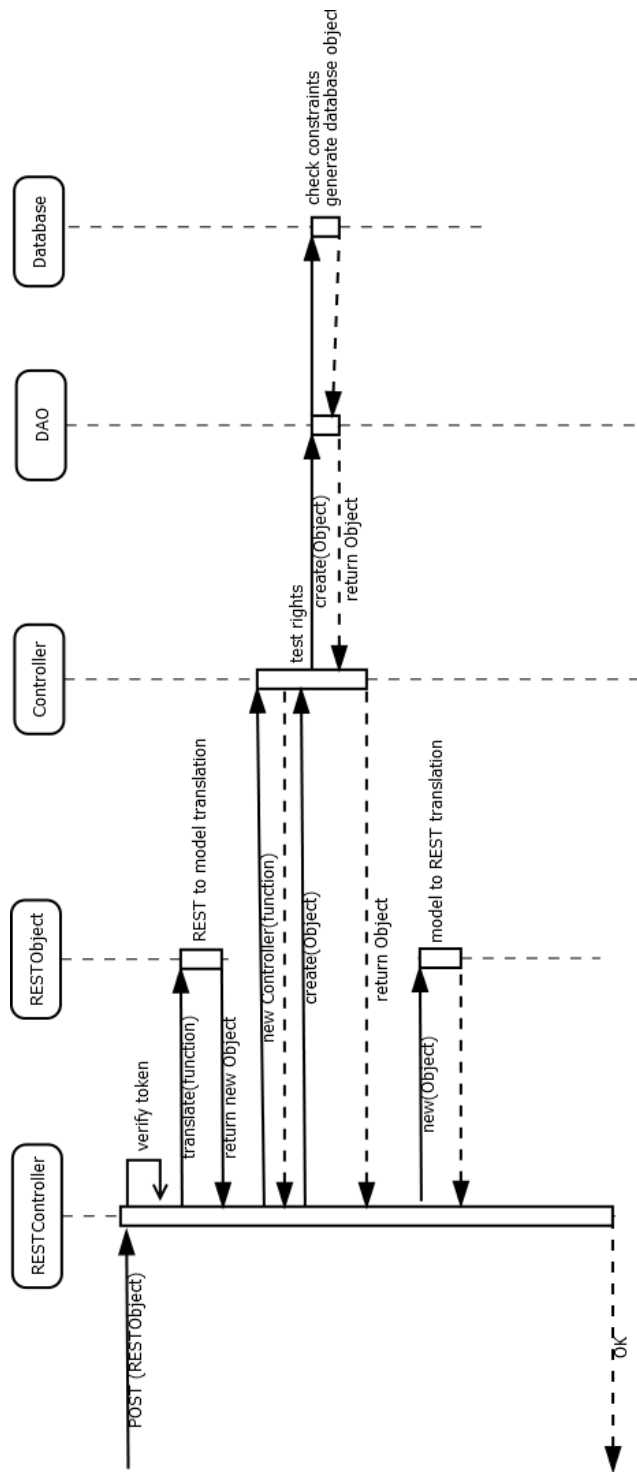 RESTController
RESTObject
Controller
DAO
Database
POST (RESTObject)
verify token
translate(function)
REST to model translation
return new Object
new Controller(function)
create(Object)
test rights
create(Object)
check constraints
generate database object
return Object
return Object
new(Object)
model to REST translation
OK